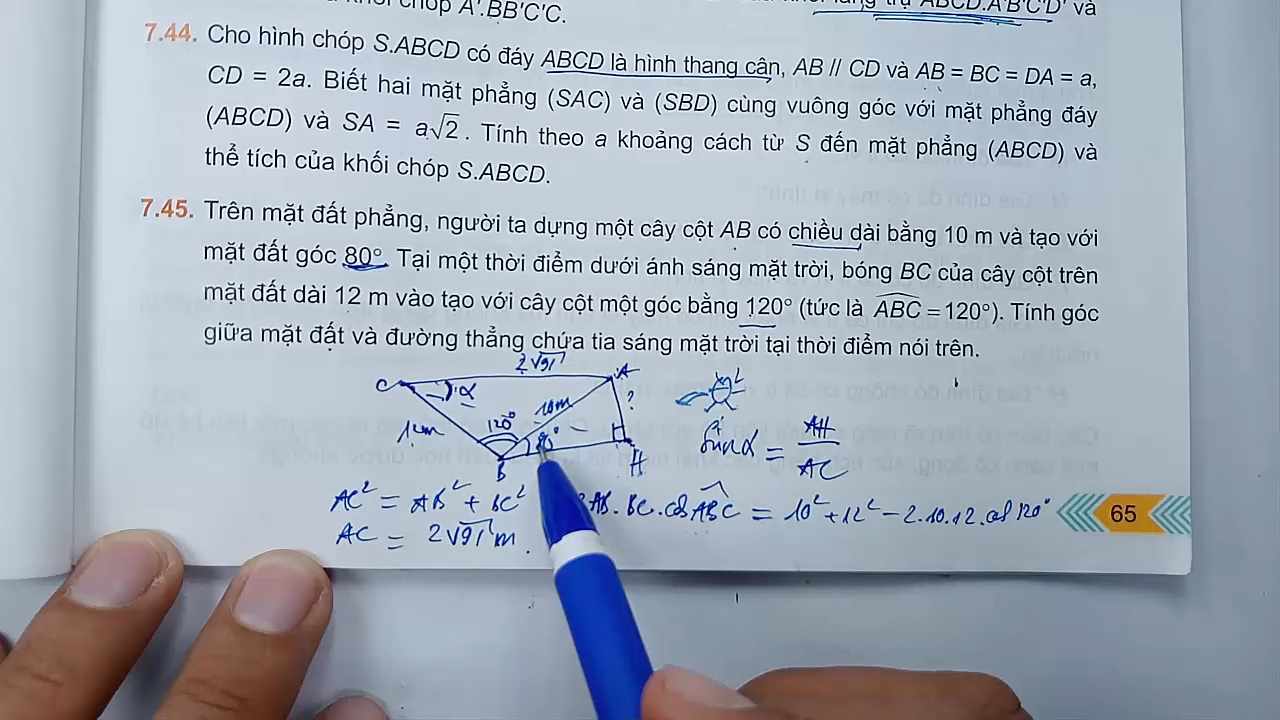 khối chóp A'.BB'C'C.
lăng trụ ABCD.A'B'C'D' và
7.44. Cho hình chóp S.ABCD có đáy ABCD là hình thang cân, AB // CD và AB = BC = DA = a,
CD = 2a. Biết hai mặt phẳng (SAC) và (SBD) cùng vuông góc với mặt phẳng đáy
(ABCD) và SA = a√2. Tính theo a khoảng cách từ S đến mặt phẳng (ABCD) và
thể tích của khối chóp S.ABCD.
7.45. Trên mặt đất phẳng, người ta dựng một cây cột AB có chiều dài bằng 10 m và tạo với
mặt đất góc 80°. Tại một thời điểm dưới ánh sáng mặt trời, bóng BC của cây cột trên
mặt đất dài 12 m vào tạo với cây cột một góc bằng 120° (tức là ABC = 120°). Tính góc
giữa mặt đất và đường thẳng chứa tia sáng mặt trời tại thời điểm nói trên.
2√91
C α A
10m ?
12m 120° 80°
B H
sin α = AH / AC
AC² = AB² + BC² 2AB.BC.cos ABC = 10² + 12² - 2.10.12.cos 120°
AC = 2√91 m.
65